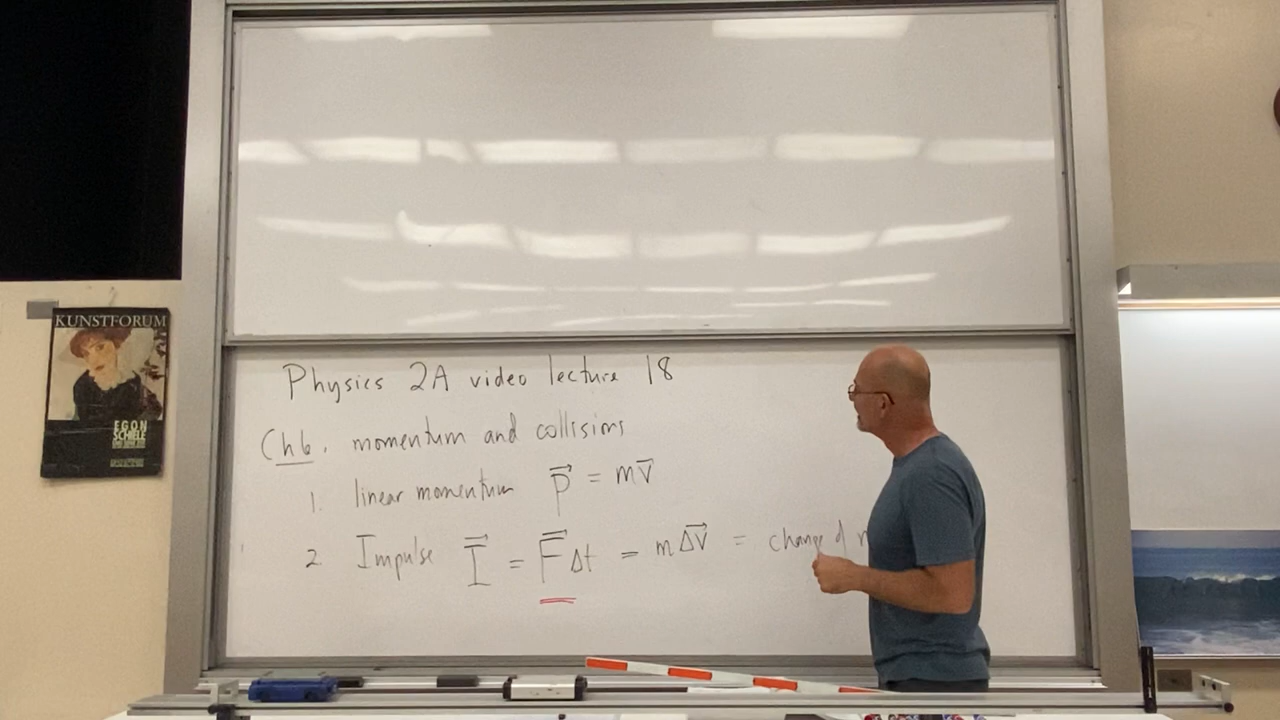 KUNSTFORUM
EGON
SCHIELE
Physics 2A video lecture 18
Ch6. momentum and collisions
1. linear momentum p⃗ = mv⃗
2. Impulse I⃗ = F⃗Δt = mΔv⃗ = change of